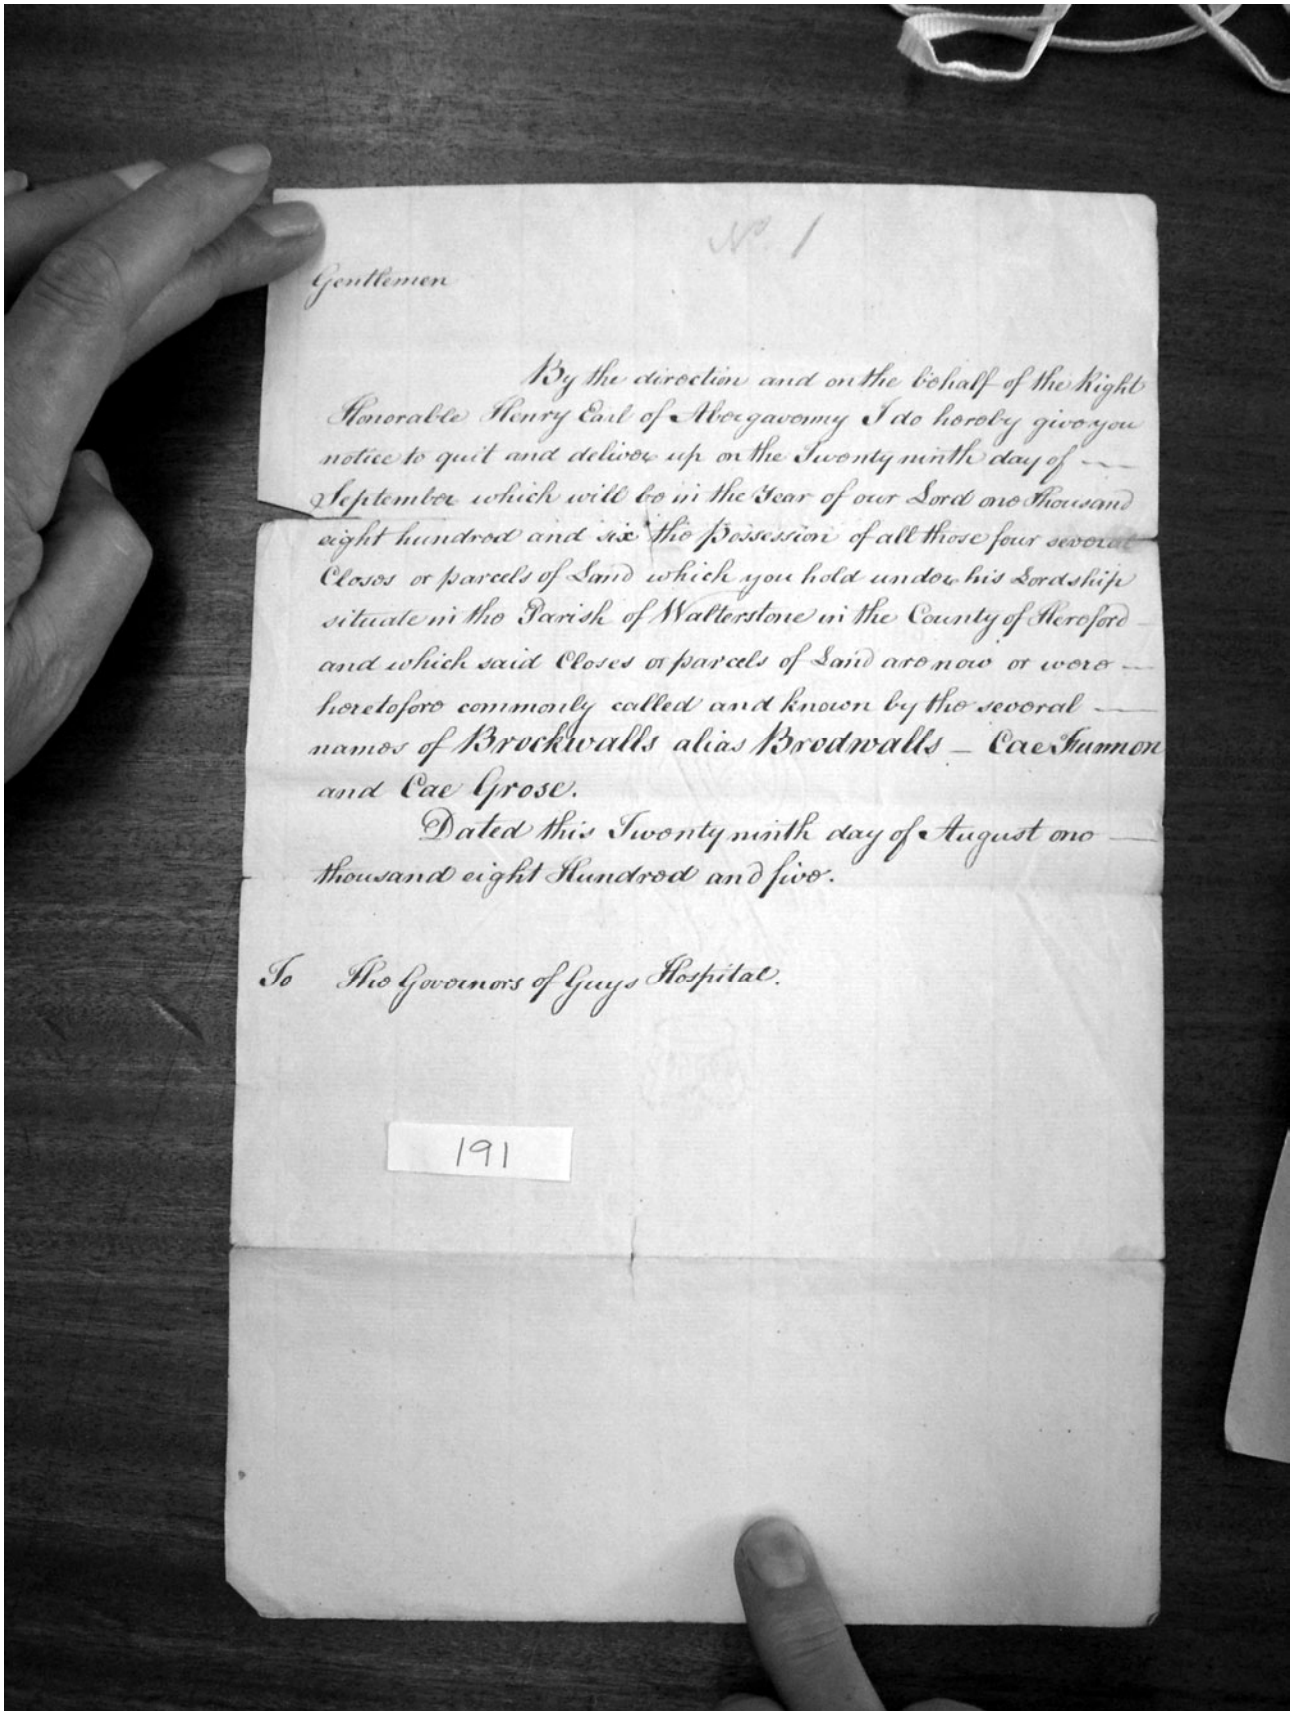 No. 1
Gentlemen
By the direction and on the behalf of the Right
Honorable Henry Earl of Abergavenny I do hereby give you
notice to quit and deliver up on the Twenty ninth day of
September which will be in the Year of our Lord one Thousand
eight hundred and six the Possession of all those four several
Closes or parcels of Land which you hold under his Lordship
situate in the Parish of Walterstone in the County of Hereford
and which said Closes or parcels of Land are now or were
heretofore commonly called and known by the several
names of Brockwalls alias Brodwalls — Cae Funnon
and Cae Grose.
Dated this Twenty ninth day of August one
thousand eight Hundred and five.
To The Governors of Guys Hospital.
191